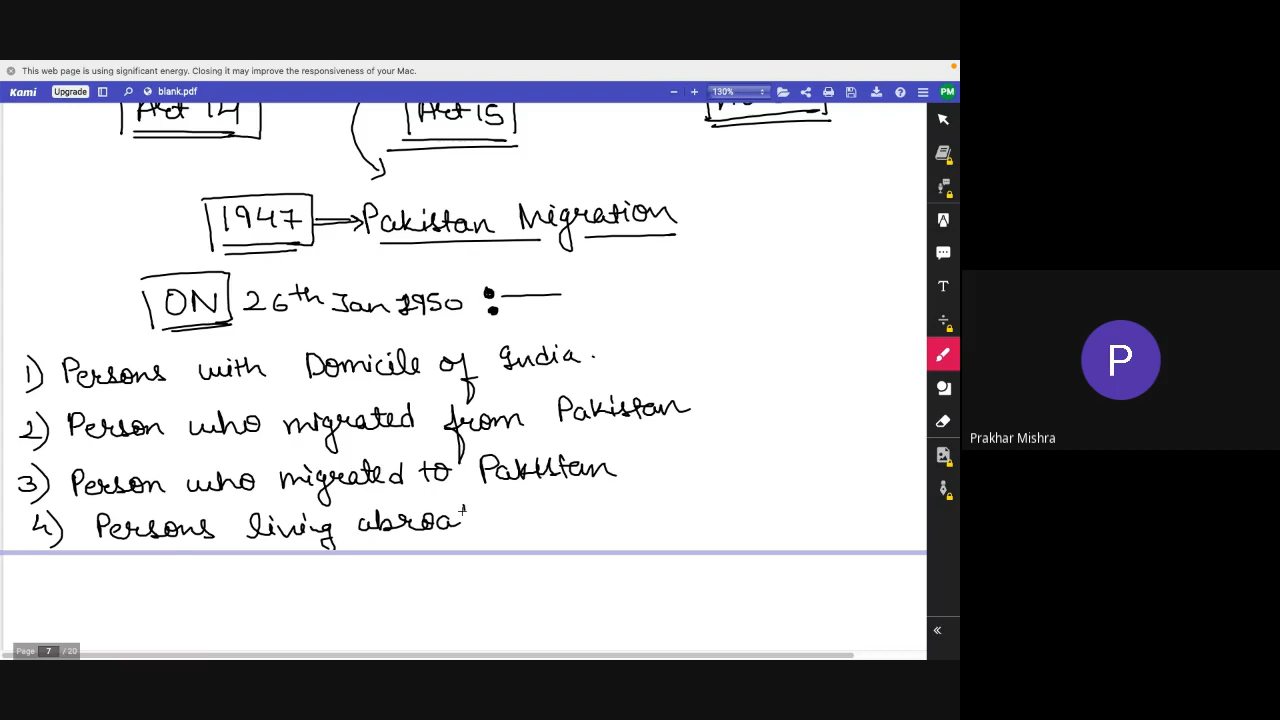 This web page is using significant energy. Closing it may improve the responsiveness of your Mac.
Kami Upgrade blank.pdf 130% PM
Act 14 Act 15
1947 Pakistan Migration
ON 26th Jan 1950 :—
1) Persons with Domicile of India.
2) Person who migrated from Pakistan
3) Person who migrated to Pakistan
4) Persons living abroa
P
Prakhar Mishra
Page 7 / 20